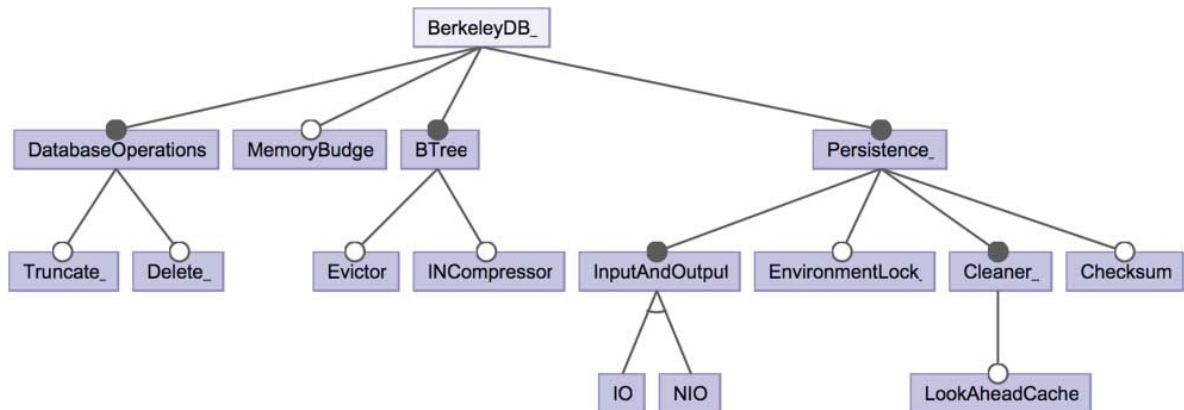 BerkeleyDB_
DatabaseOperations
MemoryBudge
BTree
Persistence_
Truncate_
Delete_
Evictor
INCompressor
InputAndOutput
EnvironmentLock_
Cleaner_
Checksum
IO
NIO
LookAheadCache